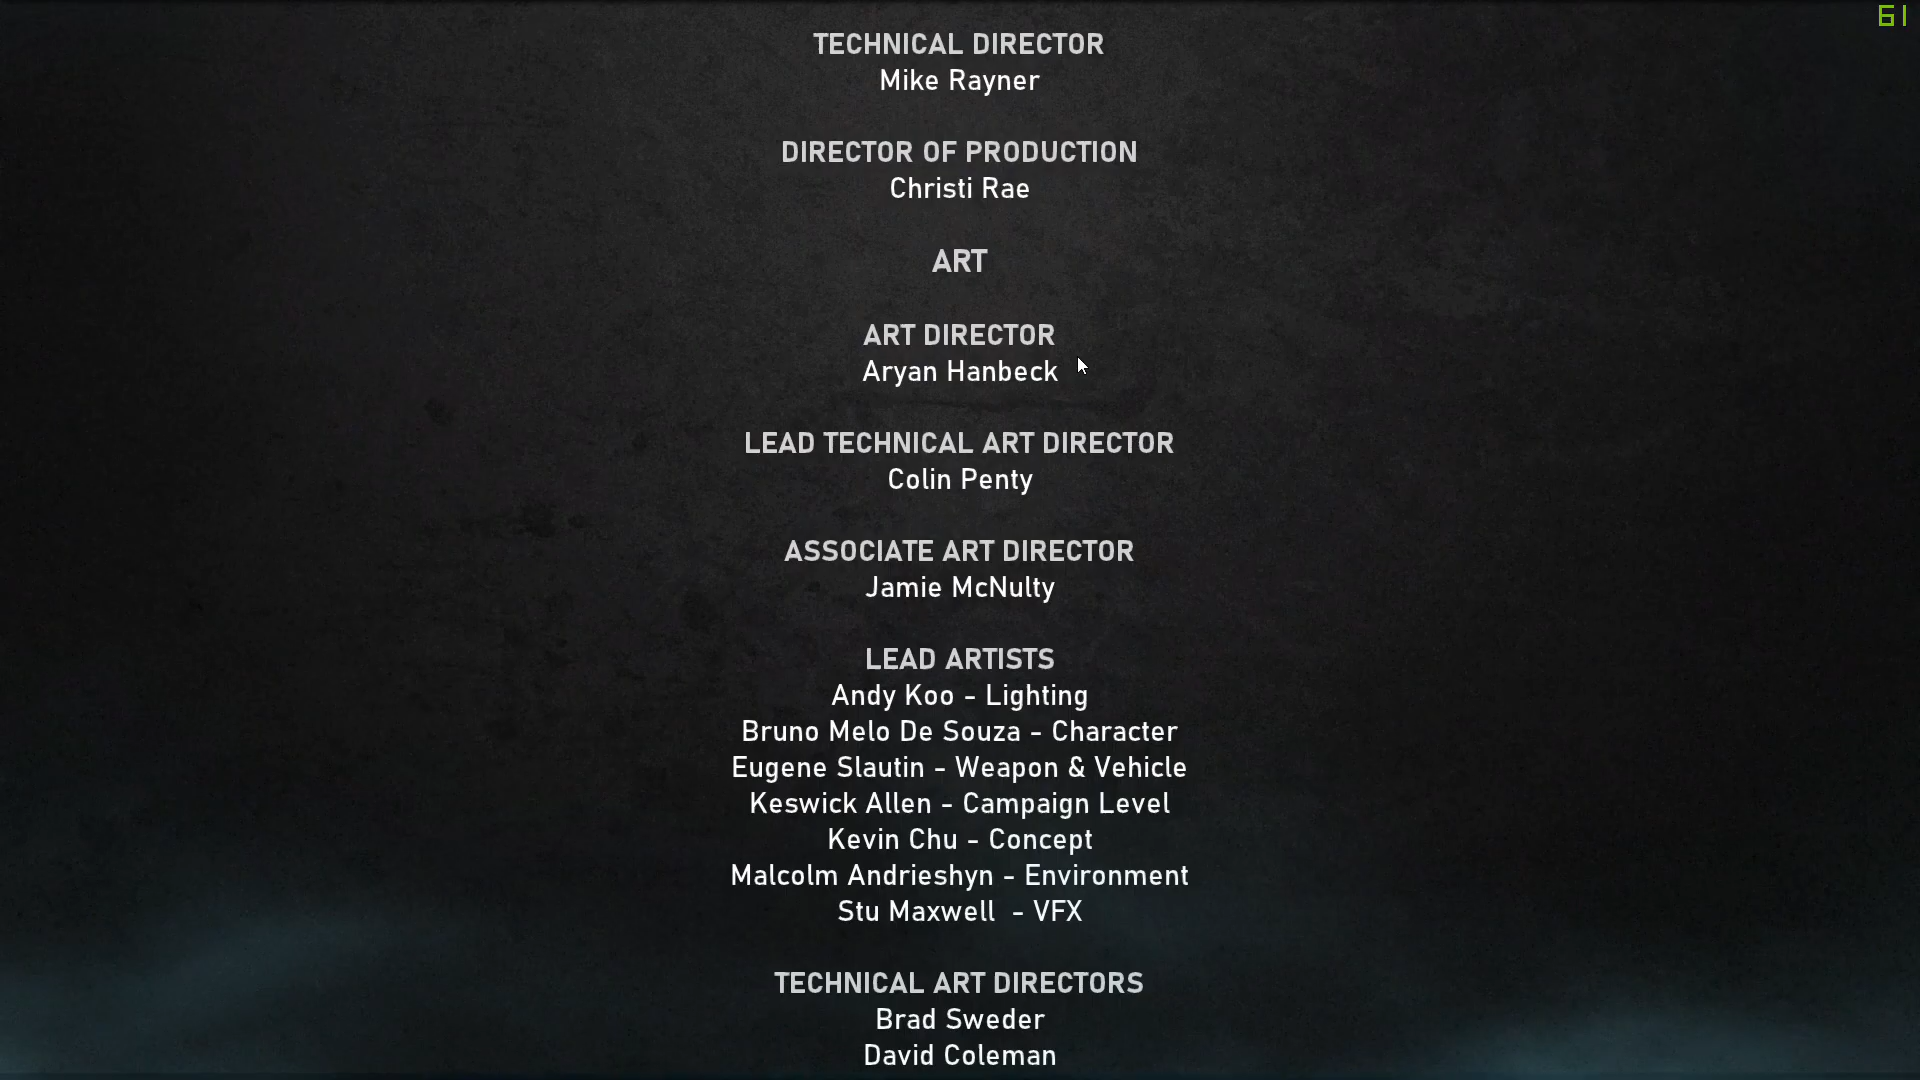 61
TECHNICAL DIRECTOR
Mike Rayner
DIRECTOR OF PRODUCTION
Christi Rae
ART
ART DIRECTOR
Aryan Hanbeck
LEAD TECHNICAL ART DIRECTOR
Colin Penty
ASSOCIATE ART DIRECTOR
Jamie McNulty
LEAD ARTISTS
Andy Koo - Lighting
Bruno Melo De Souza - Character
Eugene Slautin - Weapon & Vehicle
Keswick Allen - Campaign Level
Kevin Chu - Concept
Malcolm Andrieshyn - Environment
Stu Maxwell  - VFX
TECHNICAL ART DIRECTORS
Brad Sweder
David Coleman